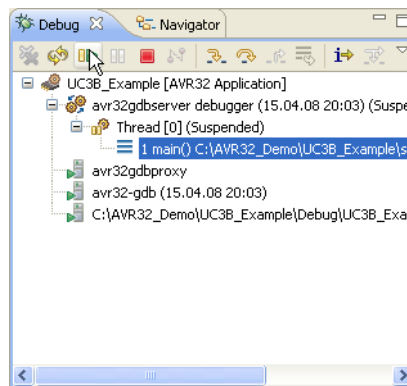 Debug Navigator
UC3B_Example [AVR32 Application]
avr32gdbserver debugger (15.04.08 20:03) (Suspe
Thread [0] (Suspended)
1 main() C:\AVR32_Demo\UC3B_Example\s
avr32gdbproxy
avr32-gdb (15.04.08 20:03)
C:\AVR32_Demo\UC3B_Example\Debug\UC3B_Exa